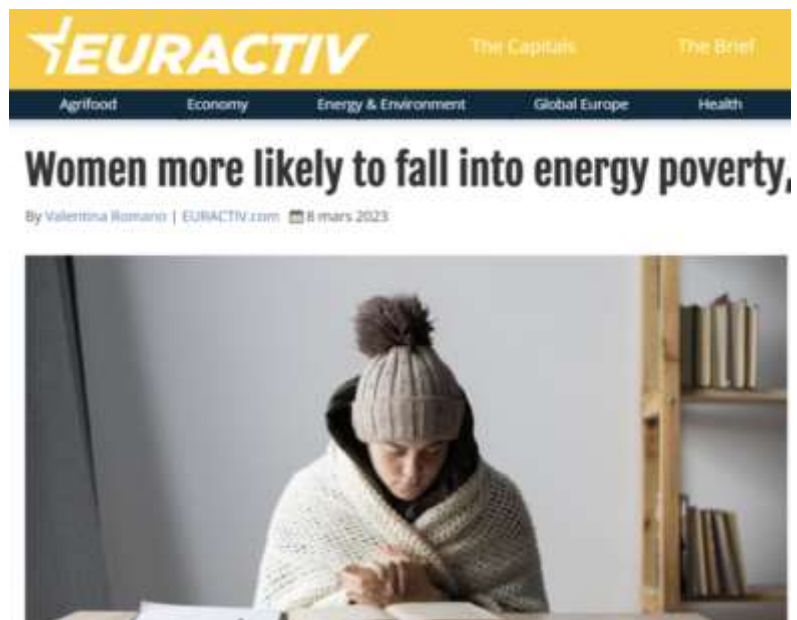 EURACTIV
The Capitals The Brief
Agrifood Economy Energy & Environment Global Europe Health
Women more likely to fall into energy poverty,
By Valentina Romano | EURACTIV.com 8 mars 2023